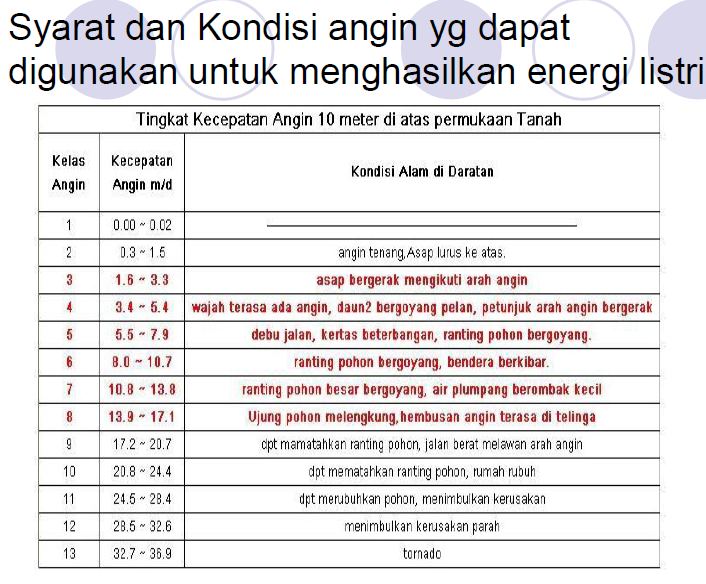 Syarat dan Kondisi angin yg dapat
digunakan untuk menghasilkan energi listri
Tingkat Kecepatan Angin 10 meter di atas permukaan Tanah
Kelas Angin Kecepatan Angin m/d Kondisi Alam di Daratan
1 0.00 ~ 0.02
2 0.3 ~ 1.5 angin tenang,Asap lurus ke atas.
3 1.6 ~ 3.3 asap bergerak mengikuti arah angin
4 3.4 ~ 5.4 wajah terasa ada angin, daun2 bergoyang pelan, petunjuk arah angin bergerak
5 5.5 ~ 7.9 debu jalan, kertas beterbangan, ranting pohon bergoyang.
6 8.0 ~ 10.7 ranting pohon bergoyang, bendera berkibar.
7 10.8 ~ 13.8 ranting pohon besar bergoyang, air plumpang berombak kecil
8 13.9 ~ 17.1 Ujung pohon melengkung,hembusan angin terasa di telinga
9 17.2 ~ 20.7 dpt mamatahkan ranting pohon, jalan berat melawan arah angin
10 20.8 ~ 24.4 dpt mematahkan ranting pohon, rumah rubuh
11 24.5 ~ 28.4 dpt merubuhkan pohon, menimbulkan kerusakan
12 28.5 ~ 32.6 menimbulkan kerusakan parah
13 32.7 ~ 36.9 tornado